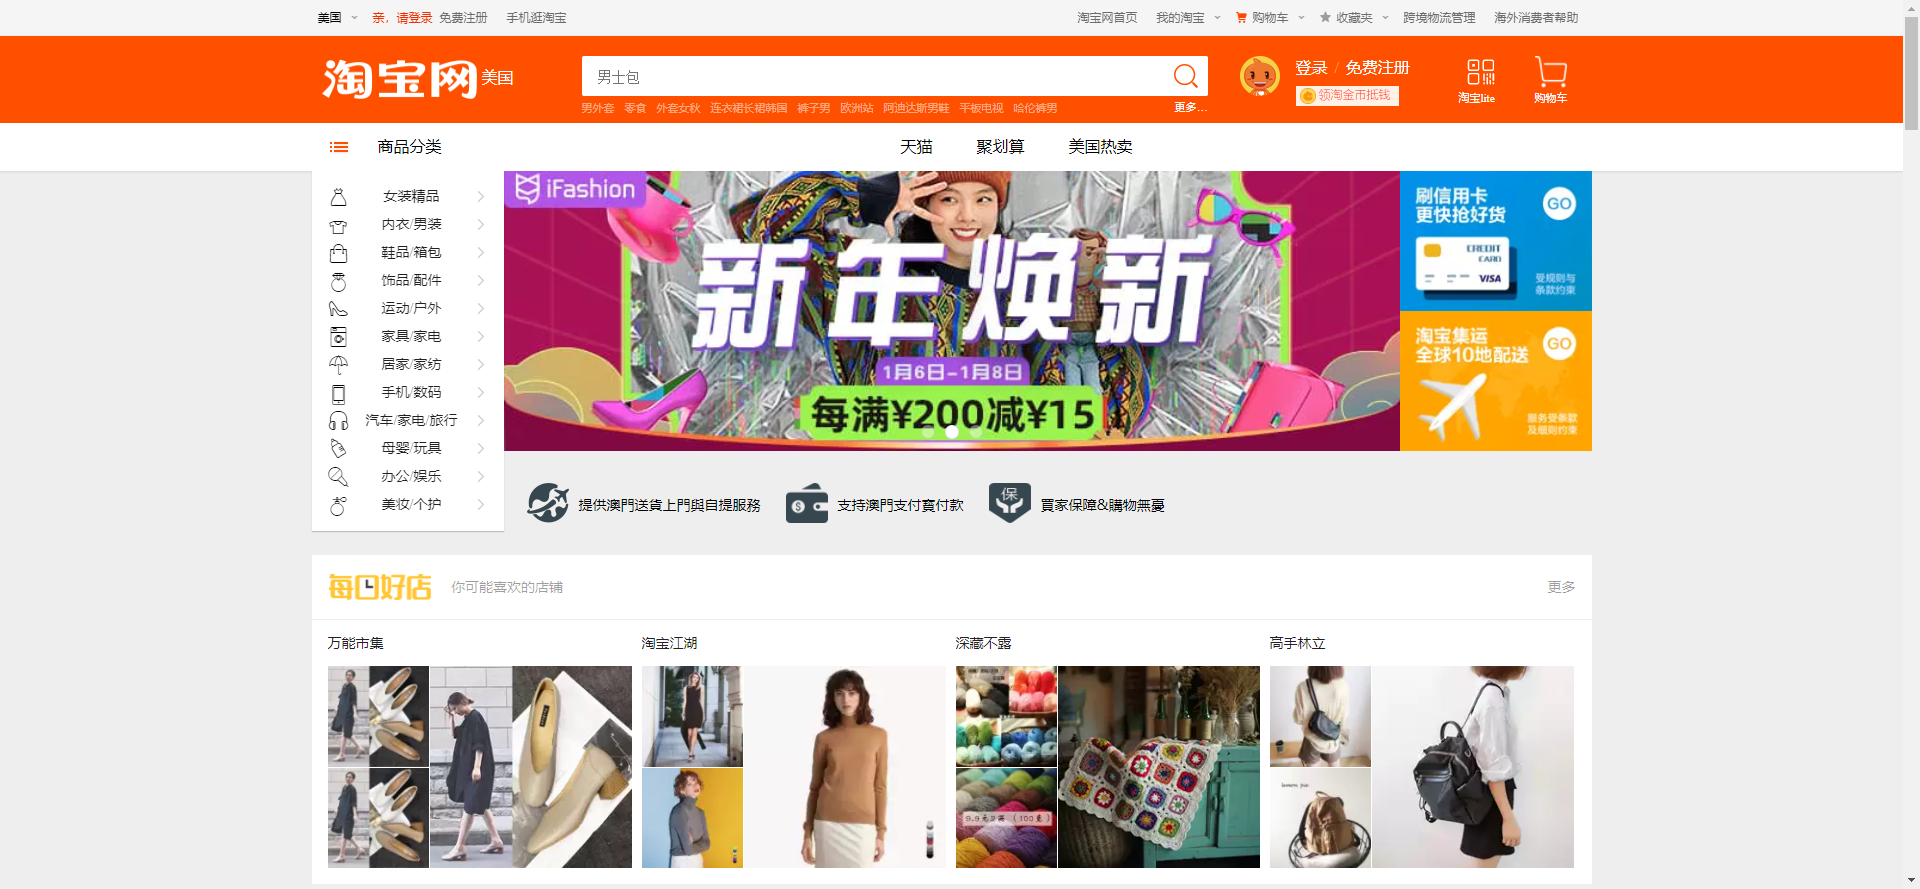 美国
亲，请登录 免费注册
手机逛淘宝
淘宝网首页
我的淘宝
购物车
收藏夹
跨境物流管理
海外消费者帮助
淘宝网美国
男士包
男外套 零食 外套女秋 连衣裙长裙韩国 裤子男 欧洲站 阿迪达斯男鞋 平板电视 哈伦裤男
更多...
登录 / 免费注册
领淘金币抵钱
淘宝lite
购物车
商品分类
天猫
聚划算
美国热卖
女装精品
内衣/男装
鞋品/箱包
饰品/配件
运动/户外
家具/家电
居家/家纺
手机/数码
汽车/家电/旅行
母婴/玩具
办公/娱乐
美妆/个护
iFashion
新年焕新
1月6日-1月8日
每满¥200减¥15
刷信用卡
更快抢好货
GO
CREDIT
CARD
VISA
受规则与
条款约束
淘宝集运
全球10地配送
GO
服务受条款
及细则约束
提供澳門送貨上門與自提服務
支持澳門支付寳付款
保
買家保障&購物無憂
每日好店
你可能喜欢的店铺
更多
万能市集
淘宝江湖
深藏不露
高手林立
lemon pie